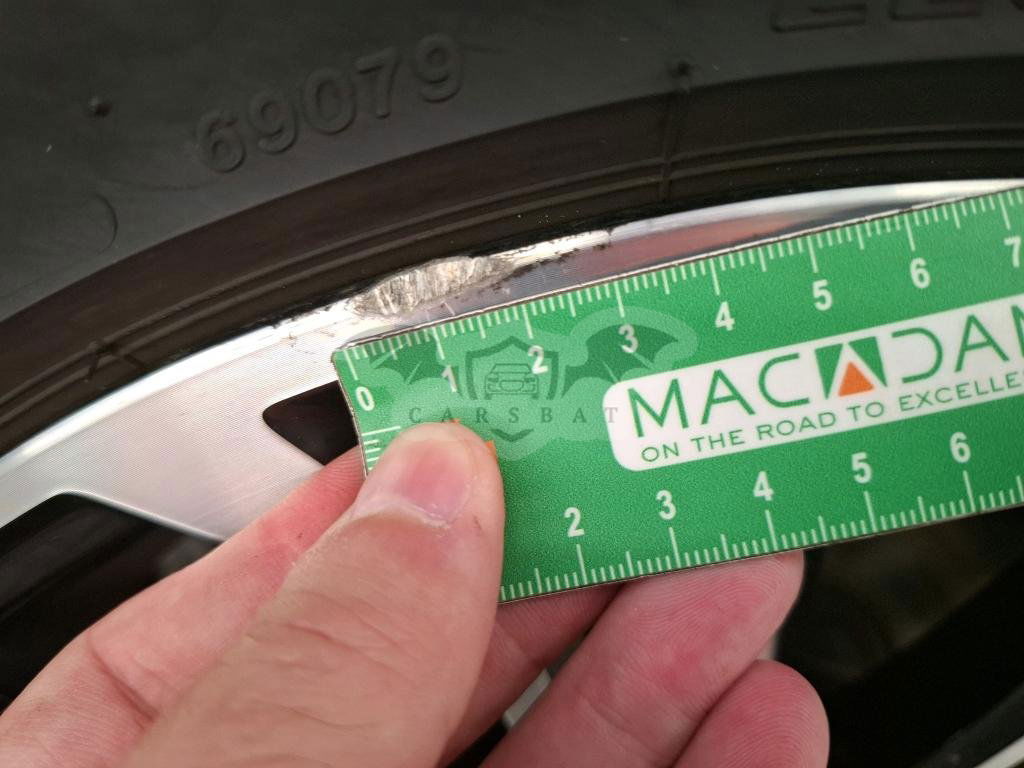 69079
0 1 2 3 4 5 6 7
MACADAM
ON THE ROAD TO EXCELLE
CARSBAT
2 3 4 5 6